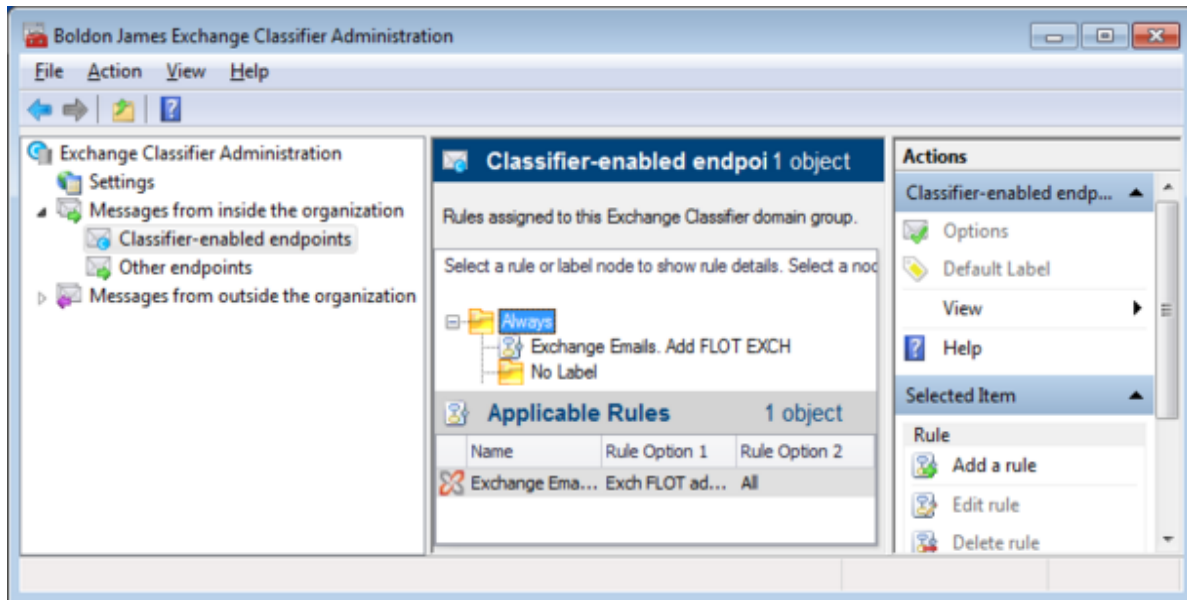 Boldon James Exchange Classifier Administration
File Action View Help
Exchange Classifier Administration
Settings
Messages from inside the organization
Classifier-enabled endpoints
Other endpoints
Messages from outside the organization
Classifier-enabled endpoi 1 object
Rules assigned to this Exchange Classifier domain group.
Select a rule or label node to show rule details. Select a noc
Always
Exchange Emails. Add FLOT EXCH
No Label
Applicable Rules 1 object
Name Rule Option 1 Rule Option 2
Exchange Ema... Exch FLOT ad... All
Actions
Classifier-enabled endp...
Options
Default Label
View
Help
Selected Item
Rule
Add a rule
Edit rule
Delete rule